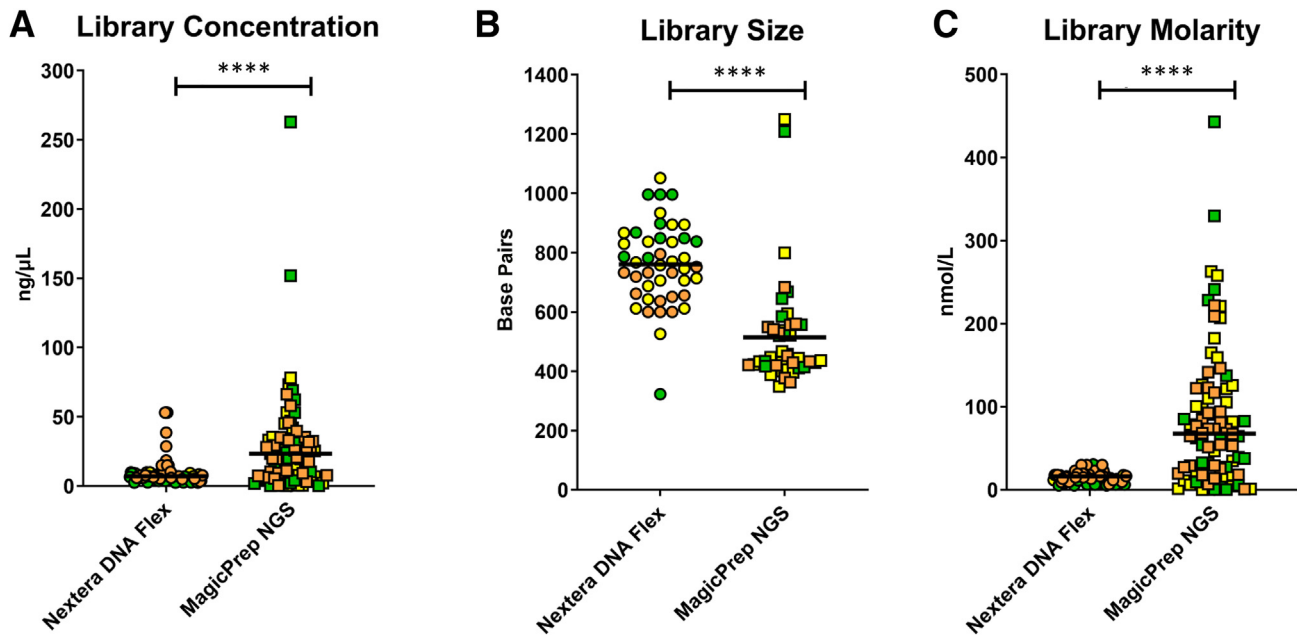 A Library Concentration
****
300
250
200
150
100
50
0
ng/µL
Nextera DNA Flex
MagicPrep NGS
B Library Size
****
1400
1200
1000
800
600
400
200
0
Base Pairs
Nextera DNA Flex
MagicPrep NGS
C Library Molarity
****
500
400
300
200
100
0
nmol/L
Nextera DNA Flex
MagicPrep NGS